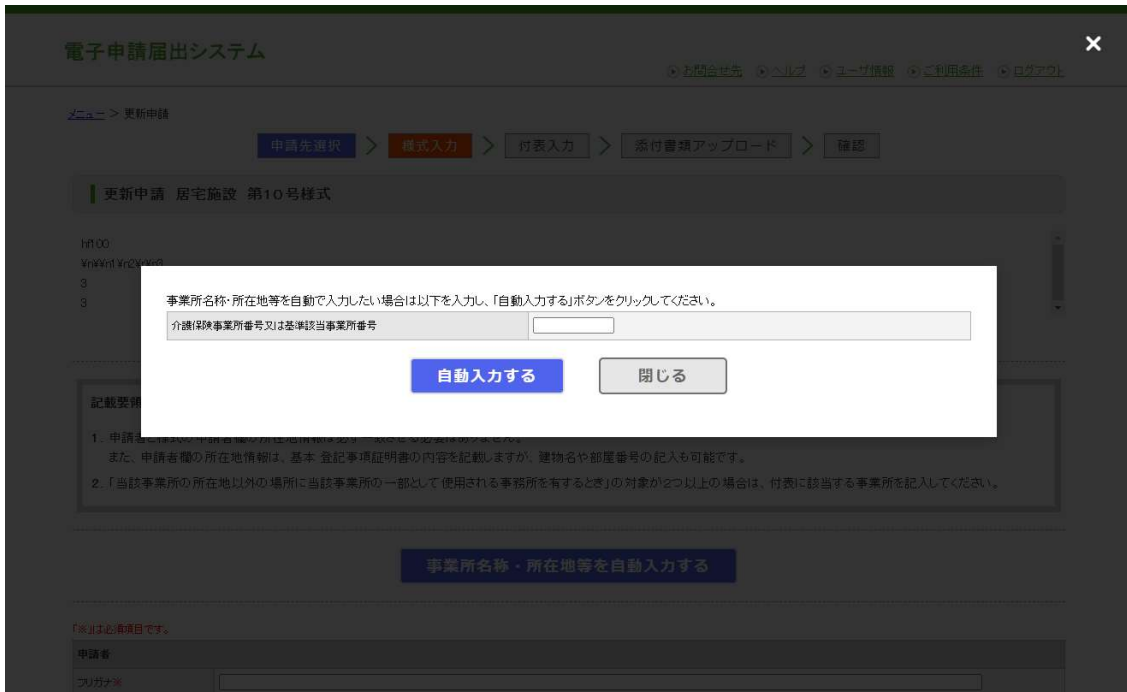 電子申請届出システム
お問合せ先 ヘルプ ユーザ情報 ご利用条件 ログアウト
×
メニュー > 更新申請
申請先選択 > 様式入力 > 付表入力 > 添付書類アップロード > 確認
更新申請 居宅施設 第10号様式
hf100
3
3
事業所名称・所在地等を自動で入力したい場合は以下を入力し、「自動入力する」ボタンをクリックしてください。
介護保険事業所番号又は基準該当事業所番号
自動入力する 閉じる
記載要領
1. 申請者
また、申請者欄の所在地情報は、基本 登記事項証明書の内容を記載しますが、建物名や部屋番号の記入も可能です。
2.「当該事業所の所在地以外の場所に当該事業所の一部として使用される事務所を有するとき」の対象が2つ以上の場合は、付表に該当する事業所を記入してください。
事業所名称・所在地等を自動入力する
「※」は必須項目です。
申請者
フリガナ※